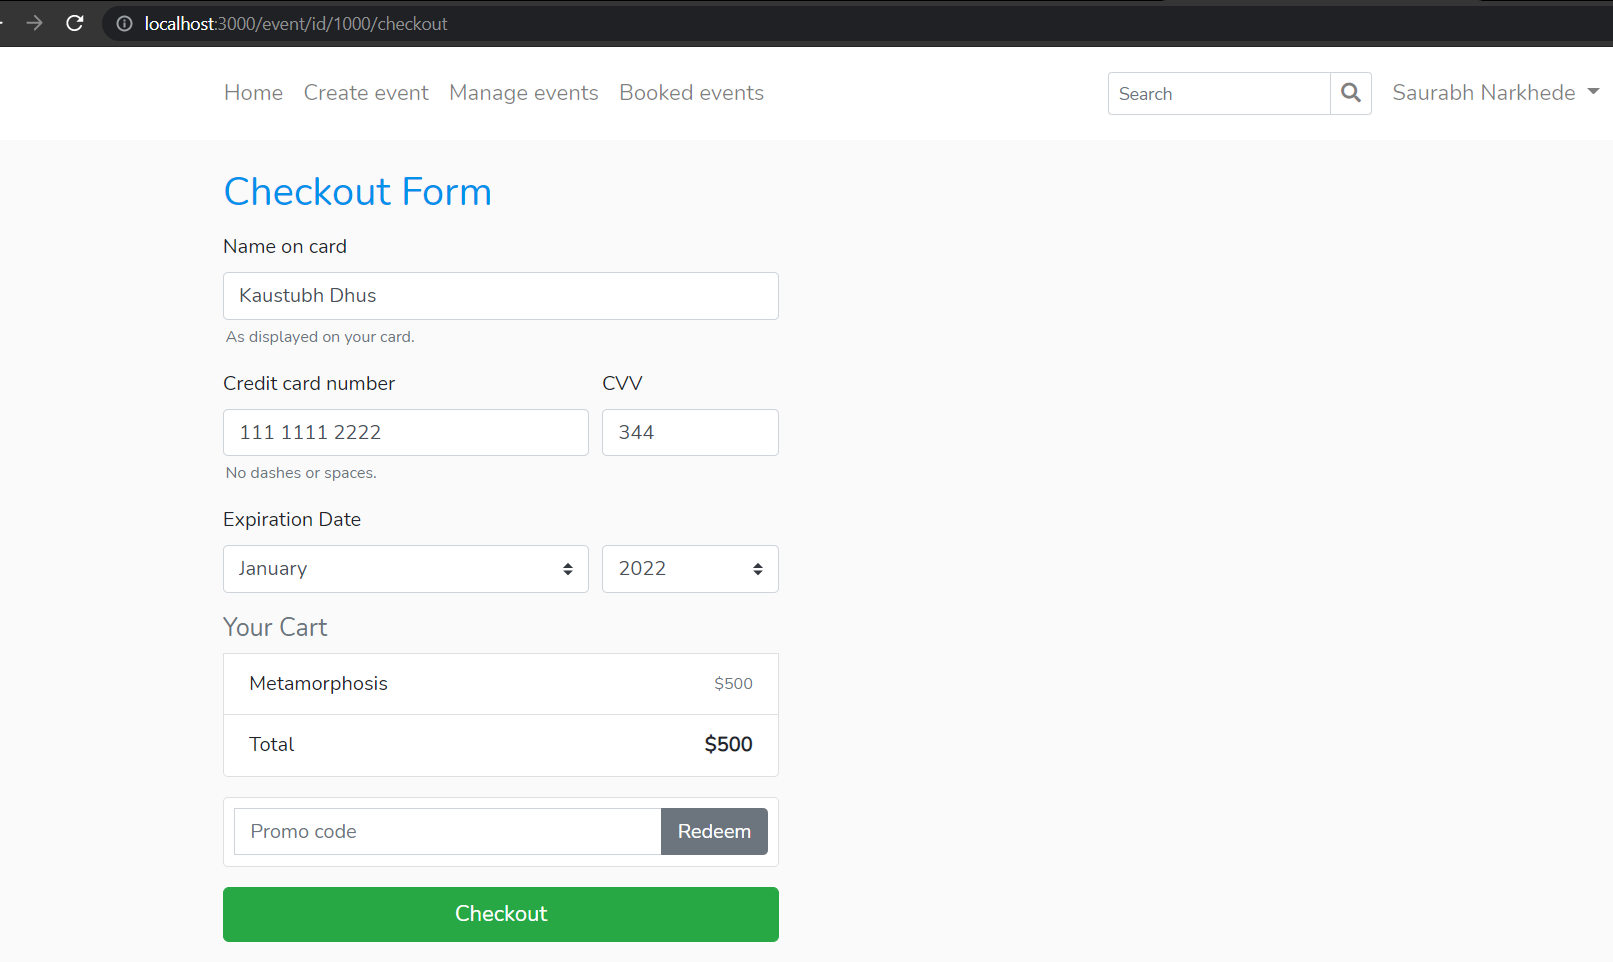 localhost:3000/event/id/1000/checkout
Home Create event Manage events Booked events Search Saurabh Narkhede
Checkout Form
Name on card
Kaustubh Dhus
As displayed on your card.
Credit card number CVV
111 1111 2222 344
No dashes or spaces.
Expiration Date
January 2022
Your Cart
Metamorphosis $500
Total $500
Promo code Redeem
Checkout